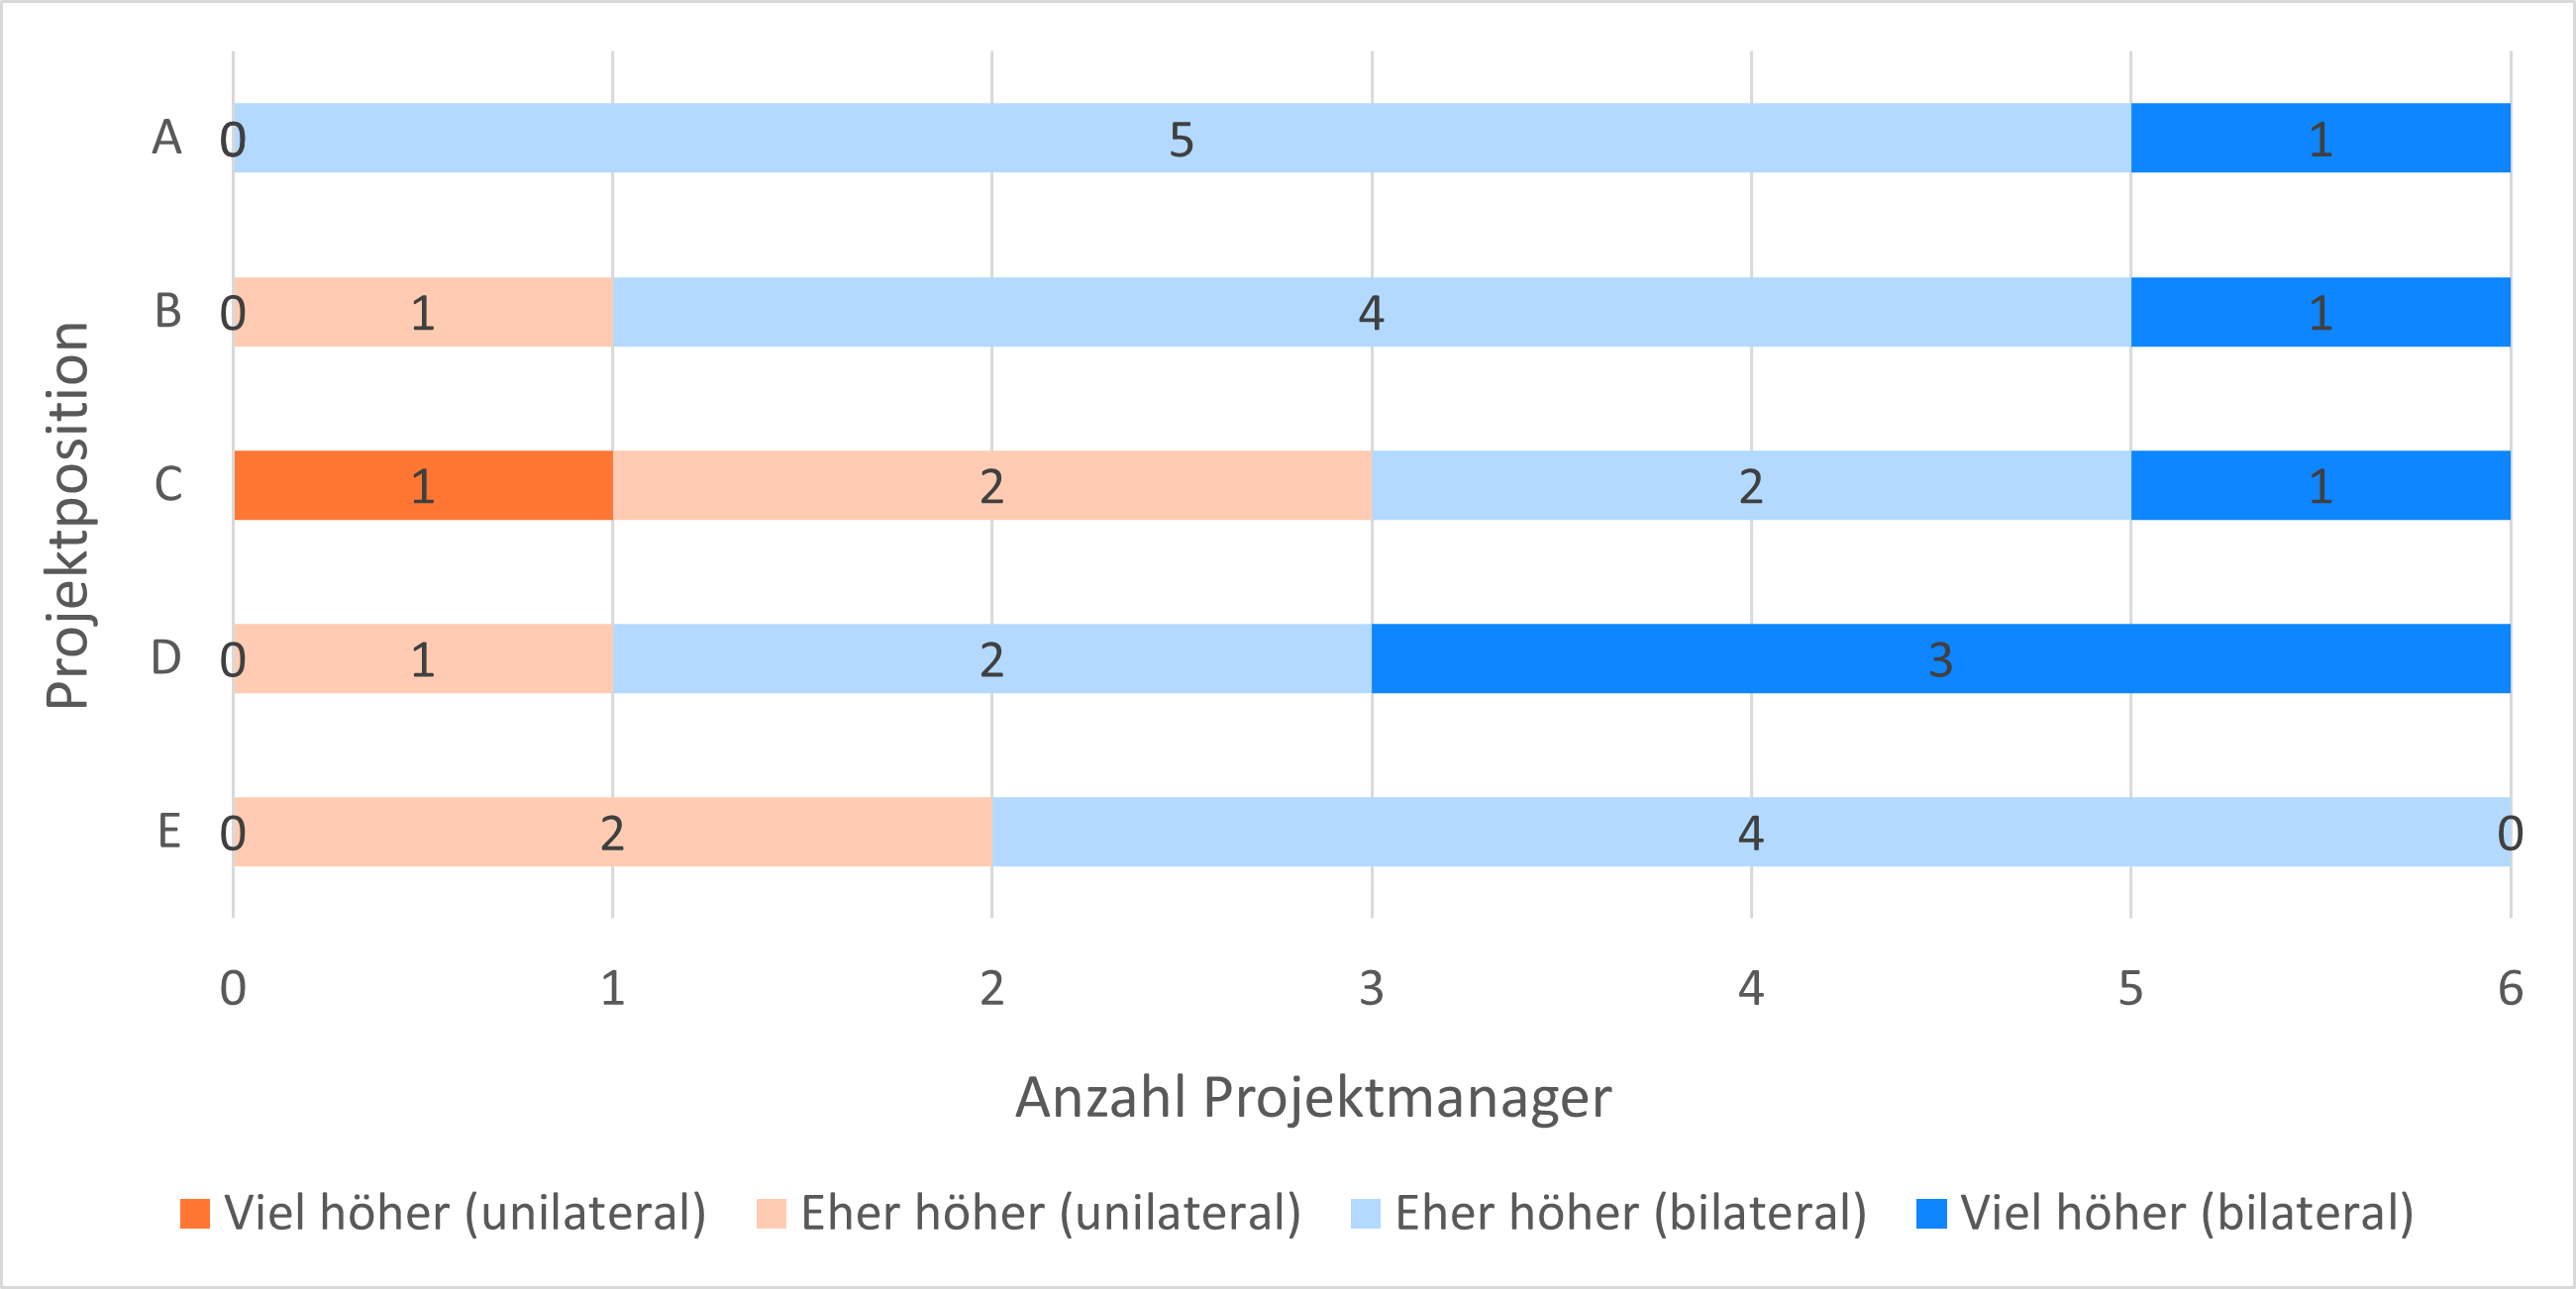 Projektposition
A 0 5 1
B 0 1 4 1
C 1 2 2 1
D 0 1 2 3
E 0 2 4 0
0 1 2 3 4 5 6
Anzahl Projektmanager
Viel höher (unilateral) Eher höher (unilateral) Eher höher (bilateral) Viel höher (bilateral)